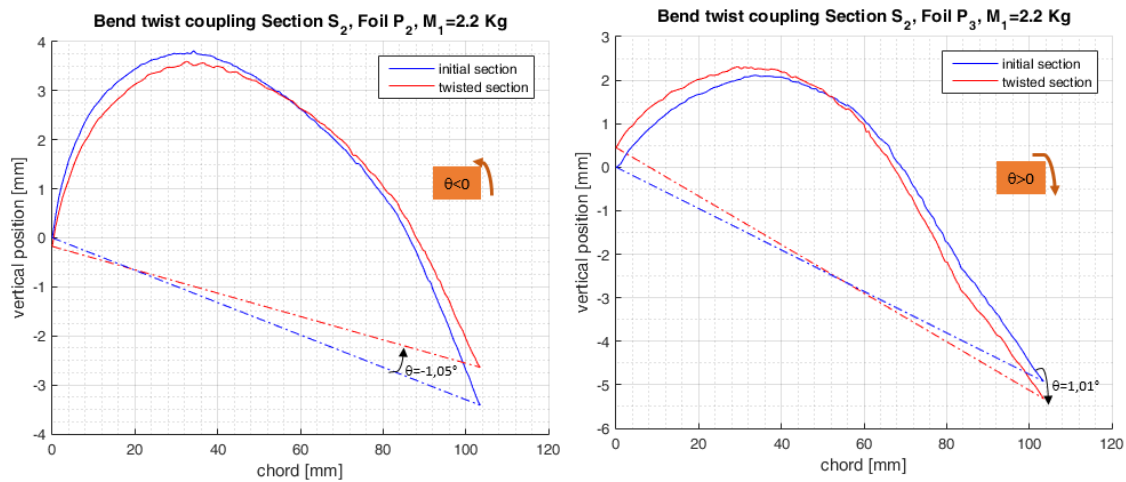 Bend twist coupling Section S2, Foil P2, M1=2.2 Kg
4
3
2
1
0
-1
-2
-3
-4
vertical position [mm]
initial section
twisted section
θ<0
θ=-1,05°
0
20
40
60
80
100
120
chord [mm]
Bend twist coupling Section S2, Foil P3, M1=2.2 Kg
3
2
1
0
-1
-2
-3
-4
-5
-6
vertical position [mm]
initial section
twisted section
θ>0
θ=1,01°
0
20
40
60
80
100
120
chord [mm]